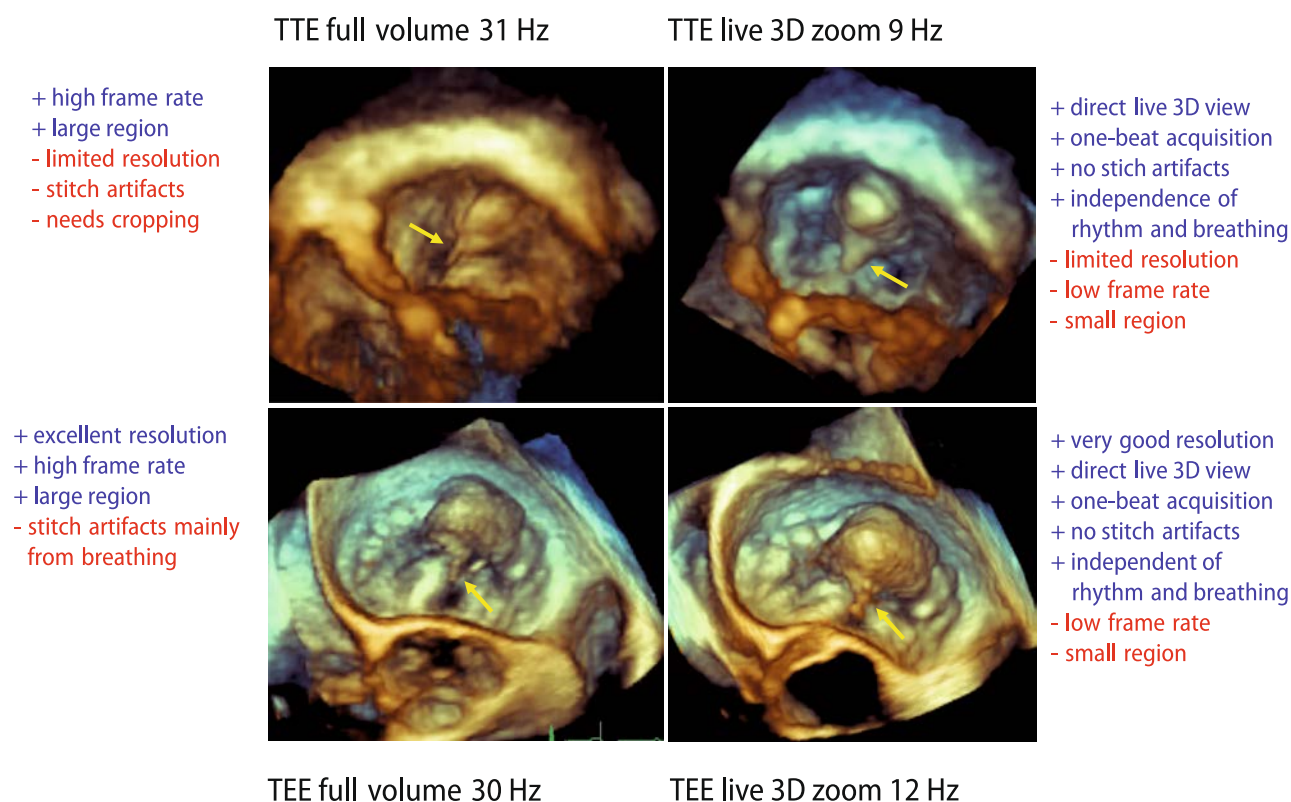 TTE full volume 31 Hz
TTE live 3D zoom 9 Hz
+ high frame rate
+ large region
- limited resolution
- stitch artifacts
- needs cropping
+ direct live 3D view
+ one-beat acquisition
+ no stich artifacts
+ independence of
rhythm and breathing
- limited resolution
- low frame rate
- small region
+ excellent resolution
+ high frame rate
+ large region
- stitch artifacts mainly
from breathing
+ very good resolution
+ direct live 3D view
+ one-beat acquisition
+ no stitch artifacts
+ independent of
rhythm and breathing
- low frame rate
- small region
TEE full volume 30 Hz
TEE live 3D zoom 12 Hz